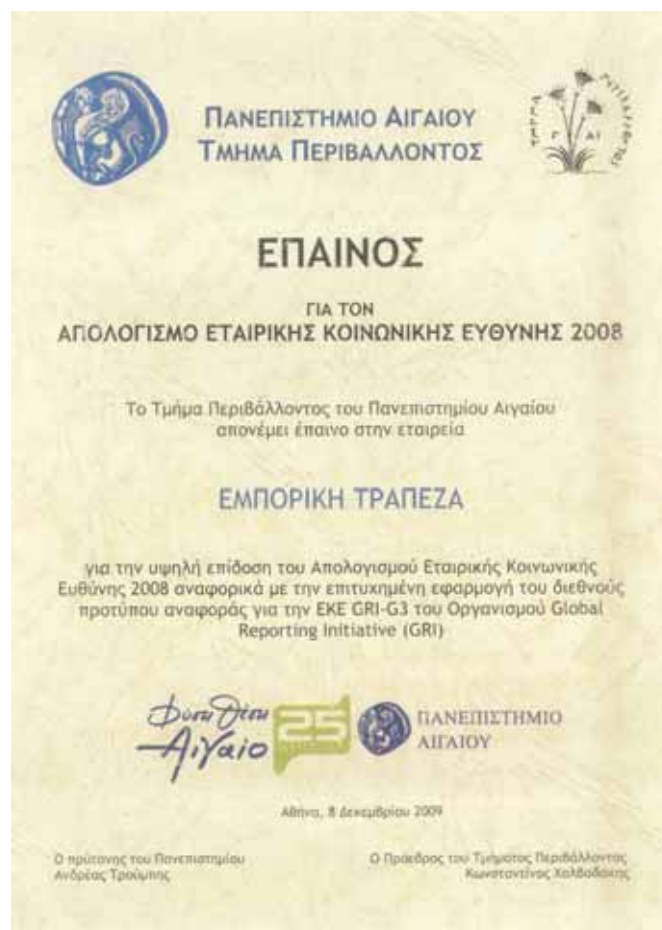 ΠΑΝΕΠΙΣΤΗΜΙΟ ΑΙΓΑΙΟΥ
ΤΜΗΜΑ ΠΕΡΙΒΑΛΛΟΝΤΟΣ
ΕΠΑΙΝΟΣ
ΓΙΑ ΤΟΝ
ΑΠΟΛΟΓΙΣΜΟ ΕΤΑΙΡΙΚΗΣ ΚΟΙΝΩΝΙΚΗΣ ΕΥΘΥΝΗΣ 2008
Το Τμήμα Περιβάλλοντος του Πανεπιστημίου Αιγαίου
απονέμει έπαινο στην εταιρεία
ΕΜΠΟΡΙΚΗ ΤΡΑΠΕΖΑ
για την υψηλή επίδοση του Απολογισμού Εταιρικής Κοινωνικής
Ευθύνης 2008 αναφορικά με την επιτυχημένη εφαρμογή του διεθνούς
προτύπου αναφοράς για την ΕΚΕ GRI-G3 του Οργανισμού Global
Reporting Initiative (GRI)
Αιγαίο
25
ΠΑΝΕΠΙΣΤΗΜΙΟ
ΑΙΓΑΙΟΥ
Αθήνα, 8 Δεκεμβρίου 2009
Ο πρύτανης του Πανεπιστημίου
Ανδρέας Τρούμπης
Ο Πρόεδρος του Τμήματος Περιβάλλοντος
Κωνσταντίνος Χαλβαδάκης